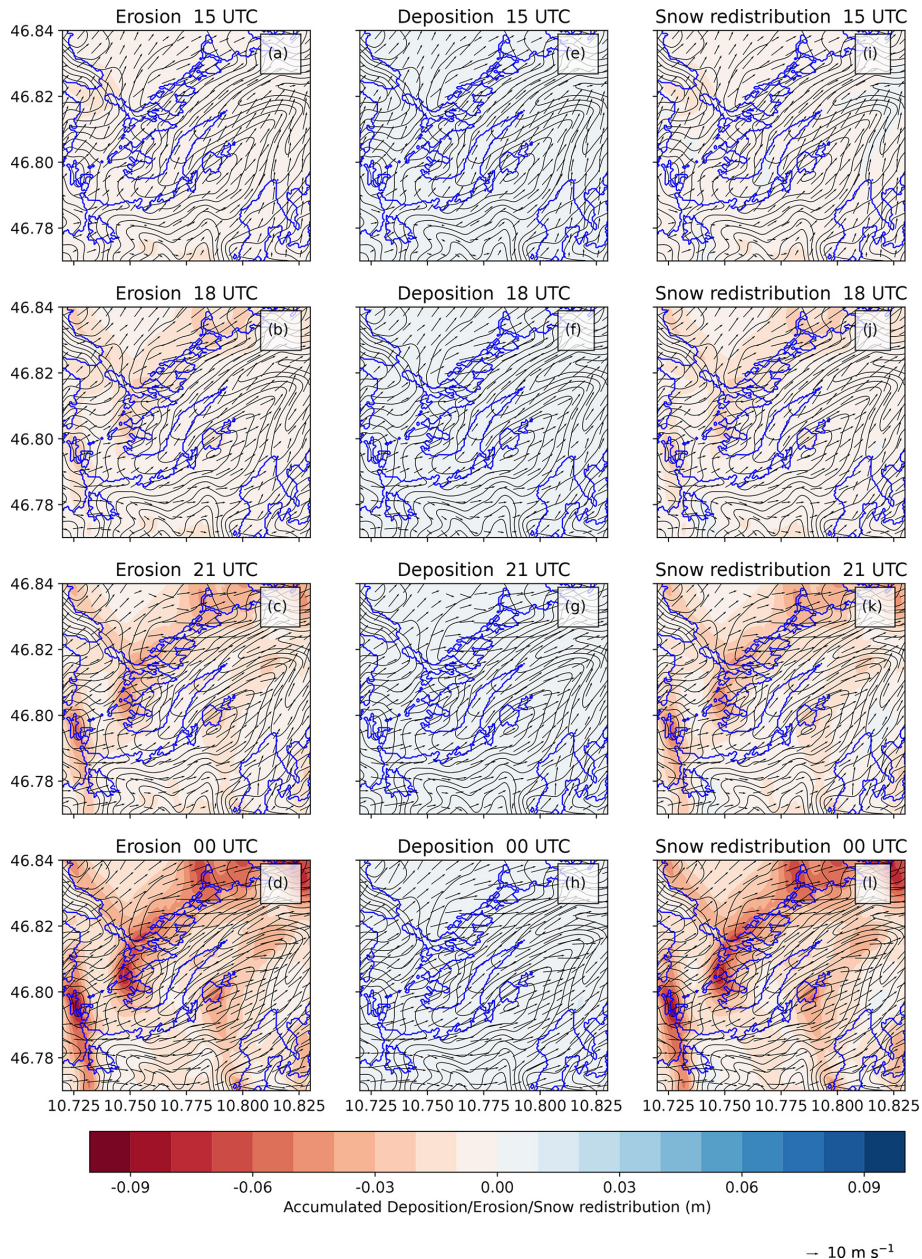 Erosion 15 UTC
Deposition 15 UTC
Snow redistribution 15 UTC
46.84
46.82
46.80
46.78
(a)
(e)
(i)
Erosion 18 UTC
Deposition 18 UTC
Snow redistribution 18 UTC
46.84
46.82
46.80
46.78
(b)
(f)
(j)
Erosion 21 UTC
Deposition 21 UTC
Snow redistribution 21 UTC
46.84
46.82
46.80
46.78
(c)
(g)
(k)
Erosion 00 UTC
Deposition 00 UTC
Snow redistribution 00 UTC
46.84
46.82
46.80
46.78
(d)
(h)
(l)
10.725 10.750 10.775 10.800 10.825
10.725 10.750 10.775 10.800 10.825
10.725 10.750 10.775 10.800 10.825
-0.09 -0.06 -0.03 0.00 0.03 0.06 0.09
Accumulated Deposition/Erosion/Snow redistribution (m)
→ 10 m s⁻¹